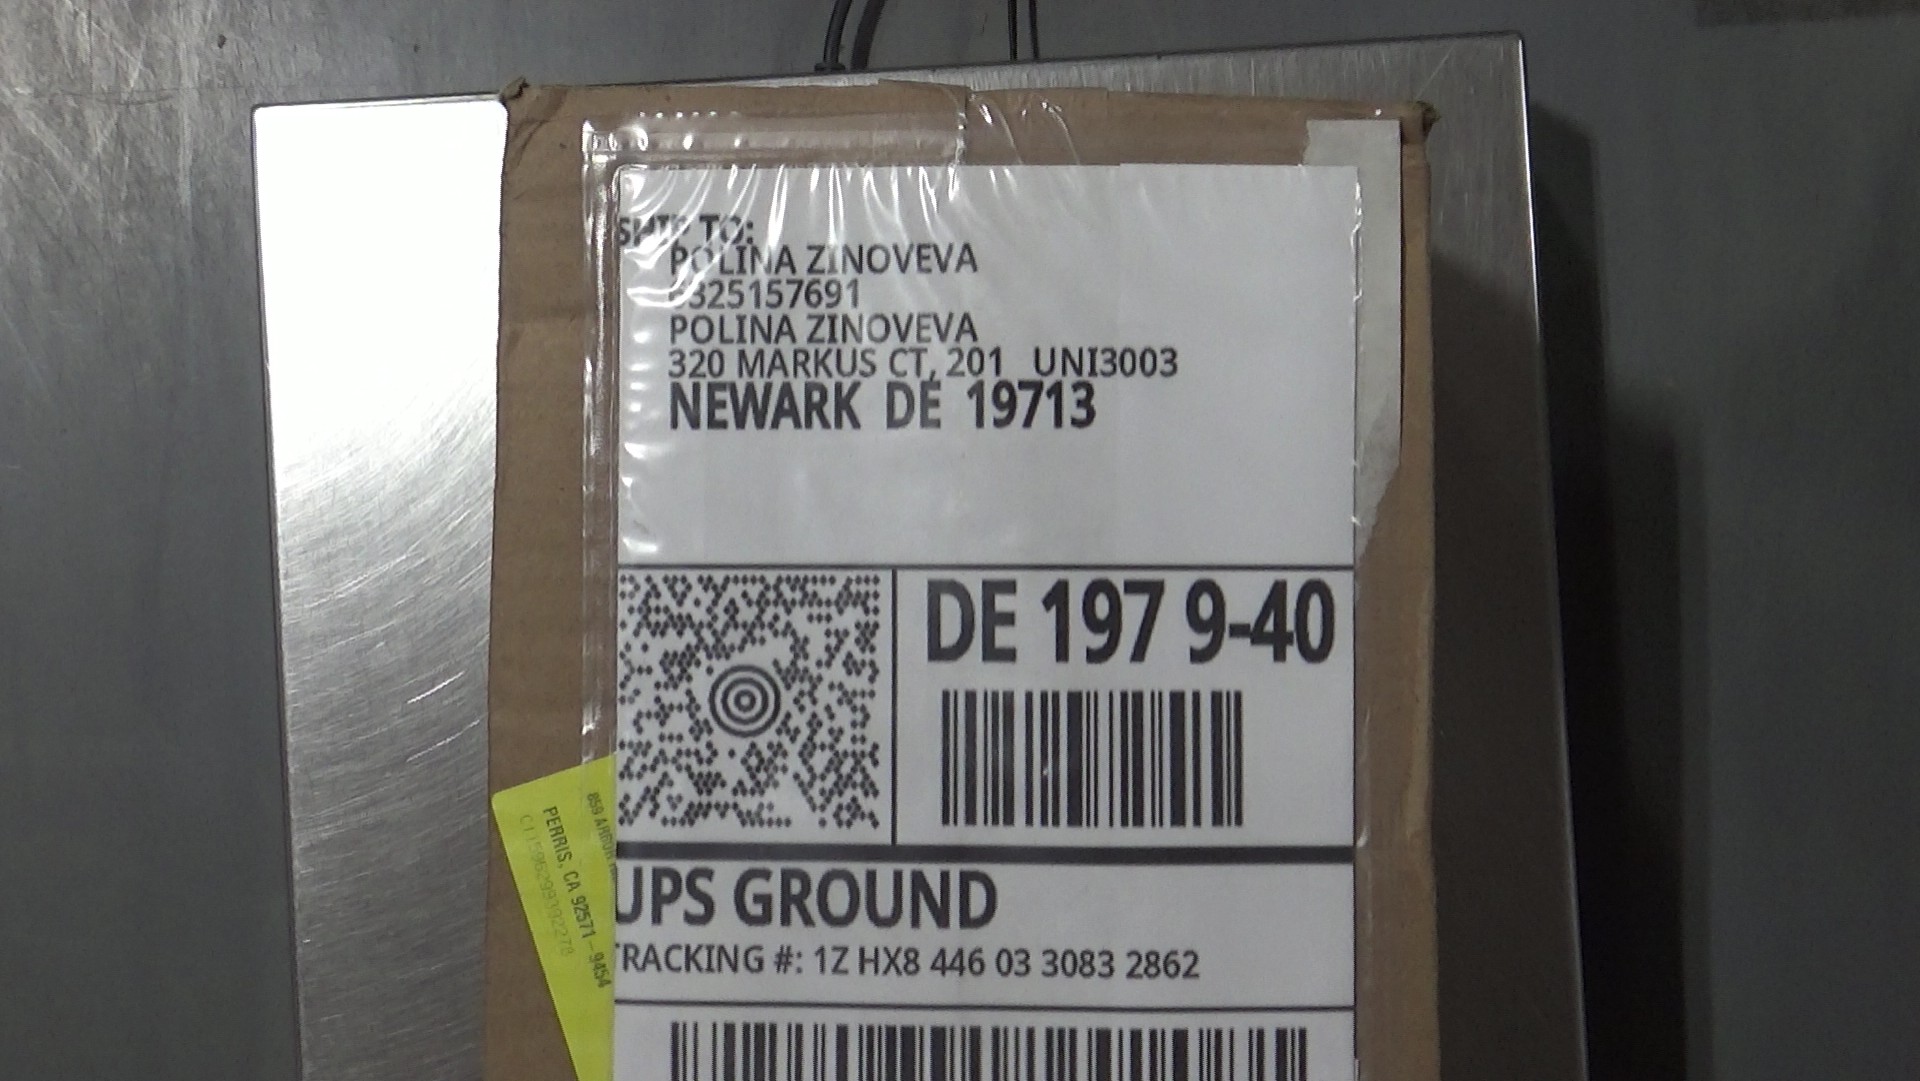 SHIP TO:
POLINA ZINOVEVA
POLINA ZINOVEVA
320 MARKUS CT, 201 UNI3003
NEWARK DE 19713
DE 197 9-40
UPS GROUND
TRACKING #: 1Z HX8 446 03 3083 2862
859
PERRIS, CA 92571-9454